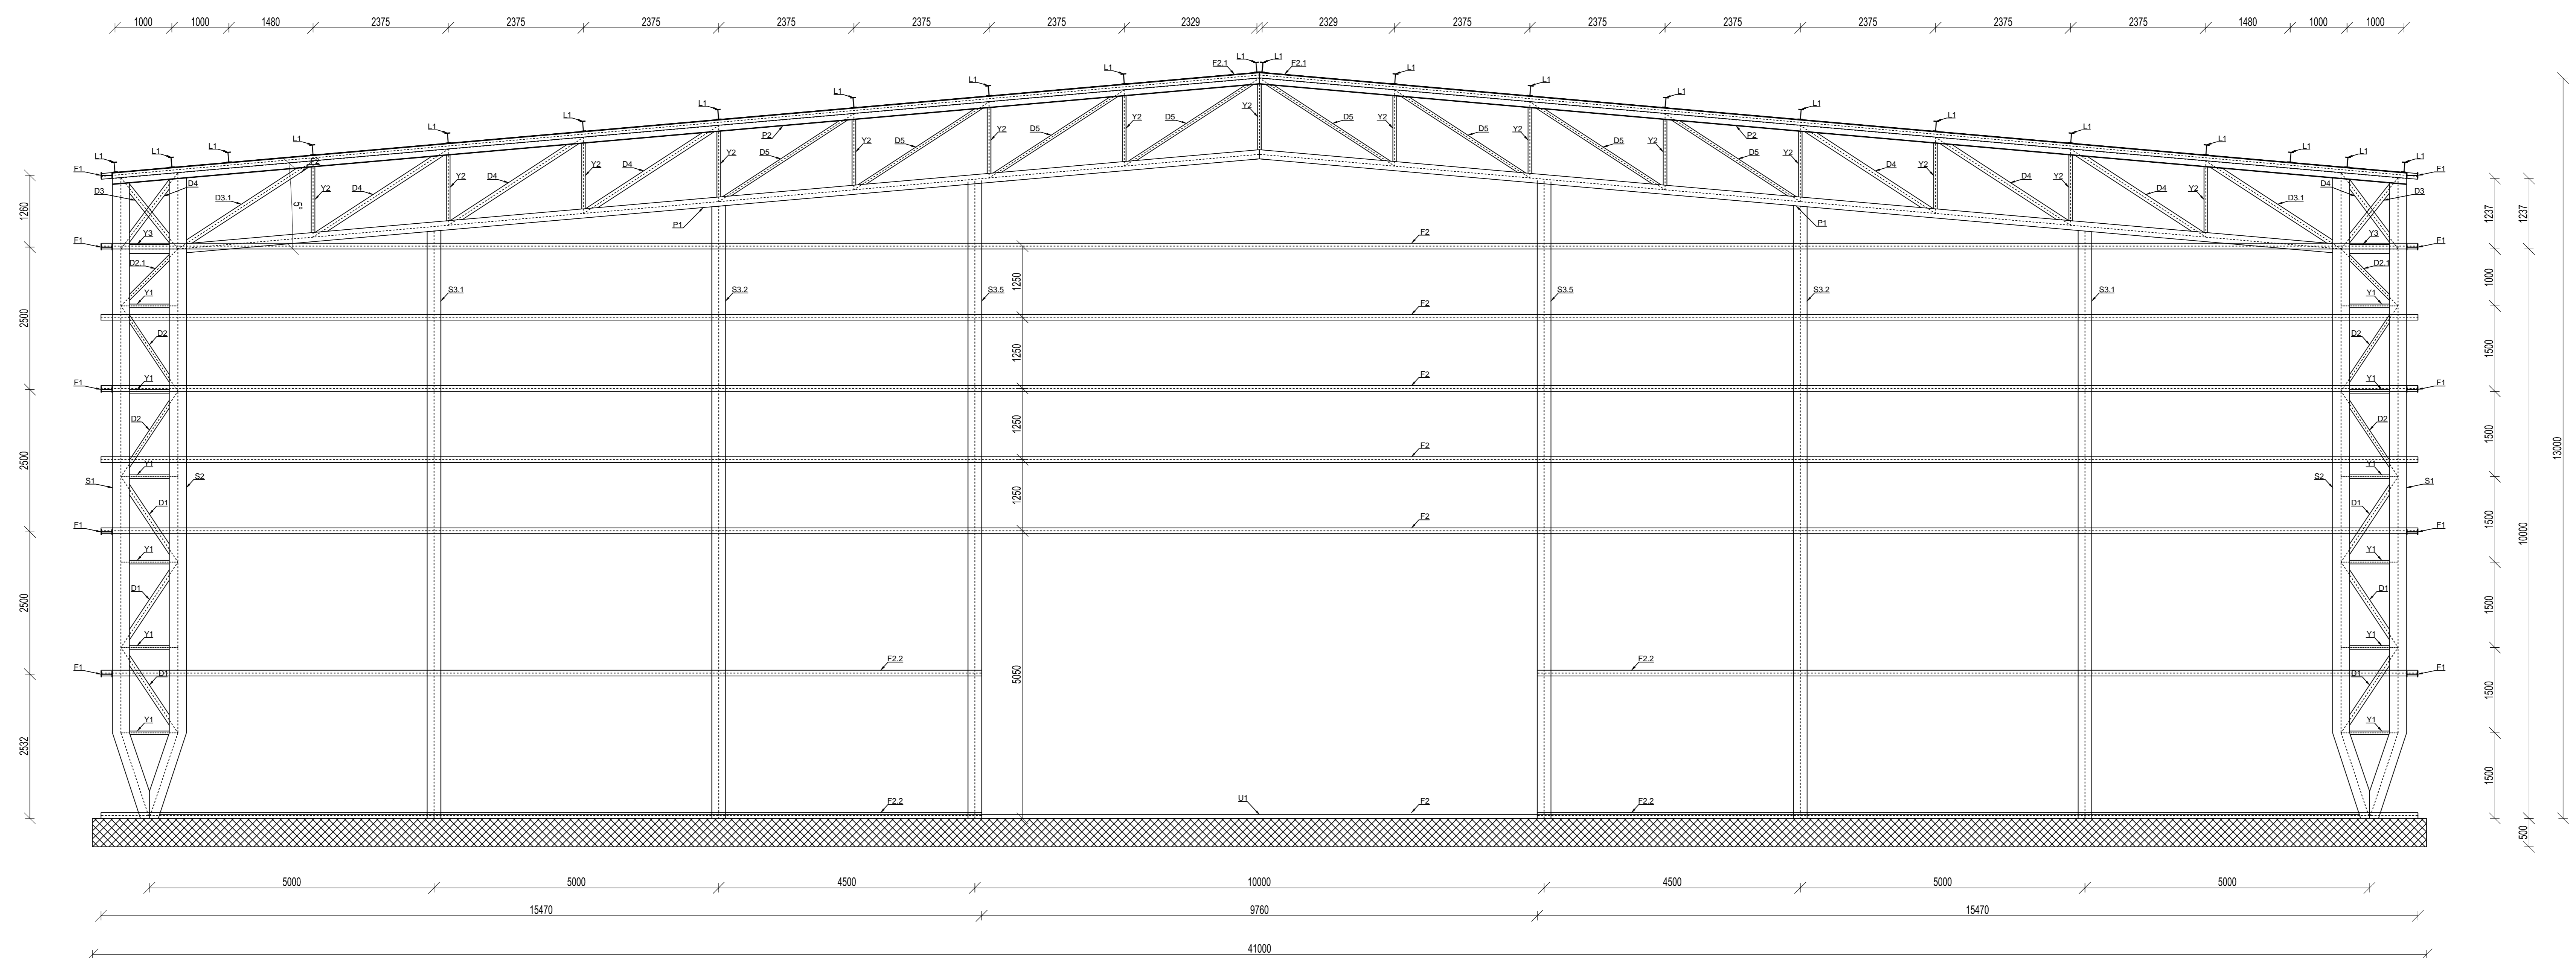 1000 1000 1480 2375 2375 2375 2375 2375 2375 2329 2329 2375 2375 2375 2375 2375 2375 1480 1000 1000
L1 L1
F2.1 F2.1
L1 L1 L1 L1
L1 L1 L1 L1
L1 L1 L1 L1
L1 L1 L1 L1 L1 L1
L1 L1 L1 L1
Y2
D5 D5 D5 D5
Y2 Y2
P2 D5 D5 Y2 Y2 D5 D5 P2
D4 Y2 D5 Y2 Y2 D5 Y2 D4
F2
D4 Y2 Y2 D4
F1 F1
D3 D4 D4 Y2 Y2 D4 D4 D3
D3.1 Y2 Y2 D3.1
5°
P1 P1
1260 1237 1237
F1 Y3 F2 Y3 F1
D2.1 D2.1
1250 1000
Y1 S3.1 S3.2 S3.5 S3.5 S3.2 S3.1 Y1
F2
2500 D2 D2
1250 1500
F1 Y1 F2 Y1 F1
D2 D2
1250 1500
F2
2500 13000
Y1 Y1
S1 S2 S2 S1
1250
D1 D1
F1 F2 F1
1500 10000
Y1 Y1
D1 D1
2500 1500
Y1 Y1
F1 F2.2 F2.2 F1
D1 5050 D1
1500
Y1 Y1
2532
1500
F2.2 U1 F2 F2.2
500
5000 5000 4500 10000 4500 5000 5000
15470 9760 15470
41000